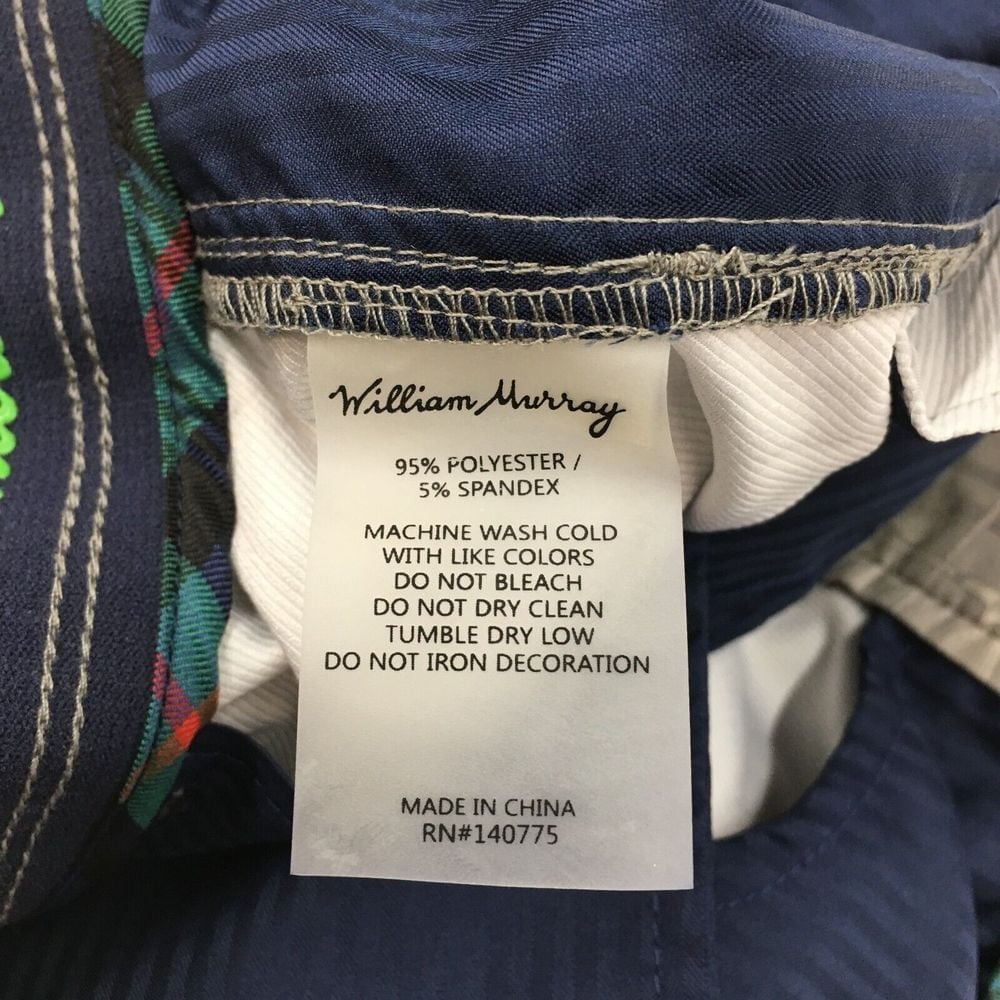 William Murray
95% POLYESTER /
5% SPANDEX
MACHINE WASH COLD
WITH LIKE COLORS
DO NOT BLEACH
DO NOT DRY CLEAN
TUMBLE DRY LOW
DO NOT IRON DECORATION
MADE IN CHINA
RN#140775